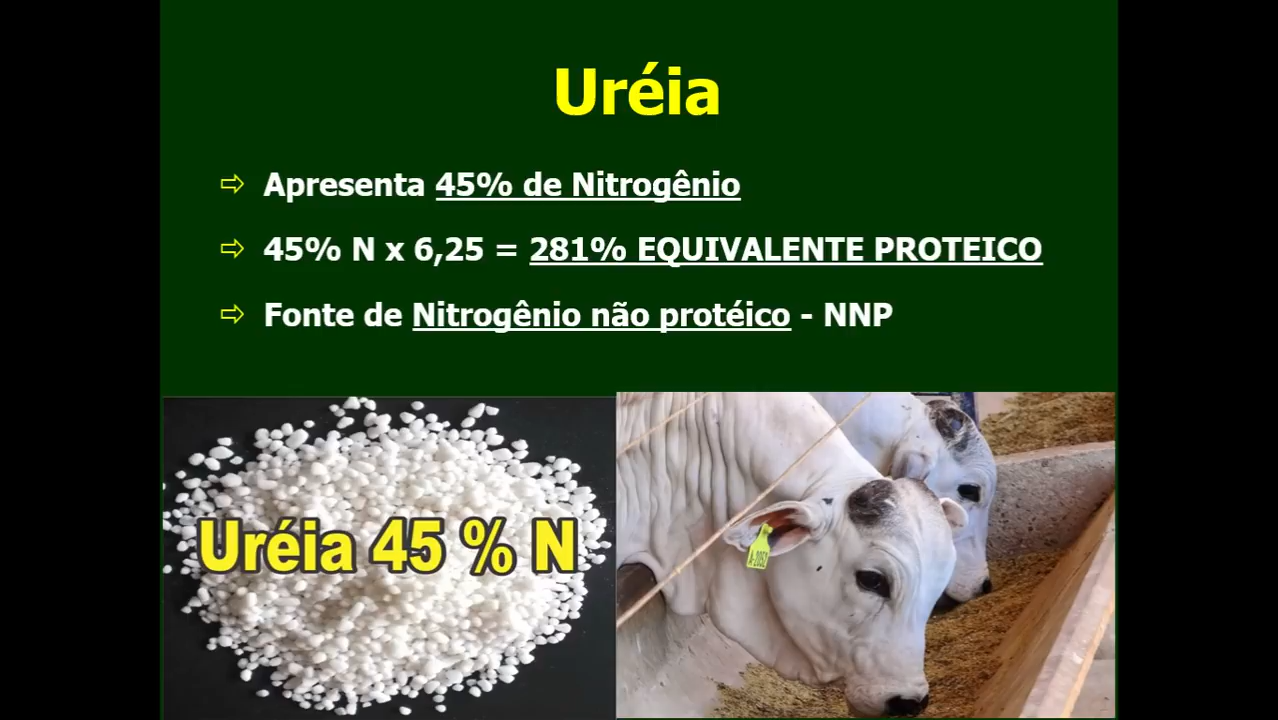 Uréia
Apresenta 45% de Nitrogênio
45% N x 6,25 = 281% EQUIVALENTE PROTEICO
Fonte de Nitrogênio não protéico - NNP
Uréia 45 % N